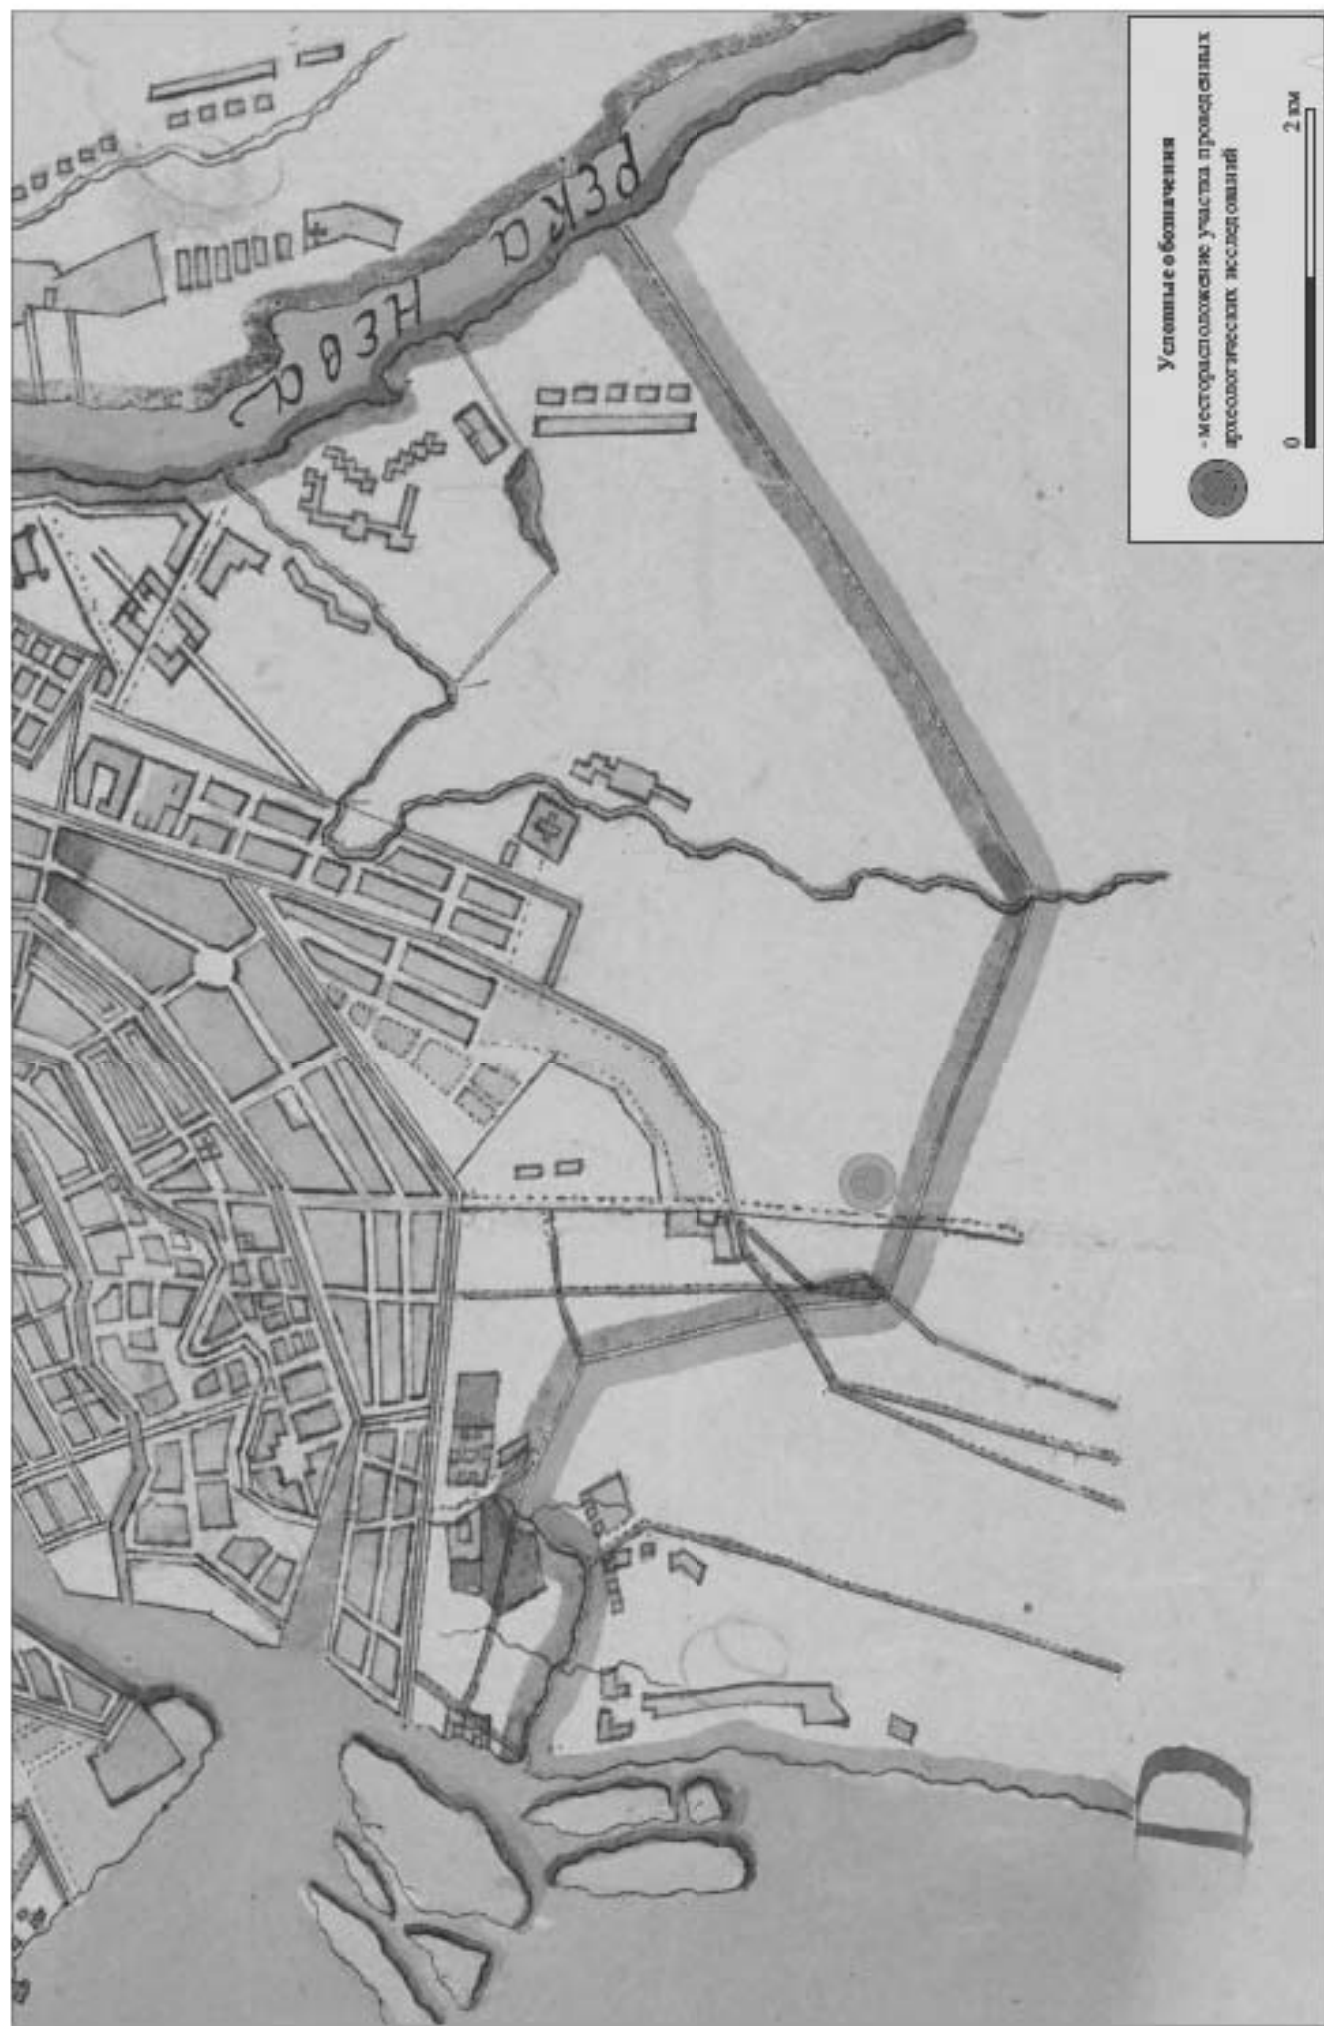 РЕКА
НЕВА
Условные обозначения
- месторасположение участка проведенных
археологических исследований
0 2 км
D